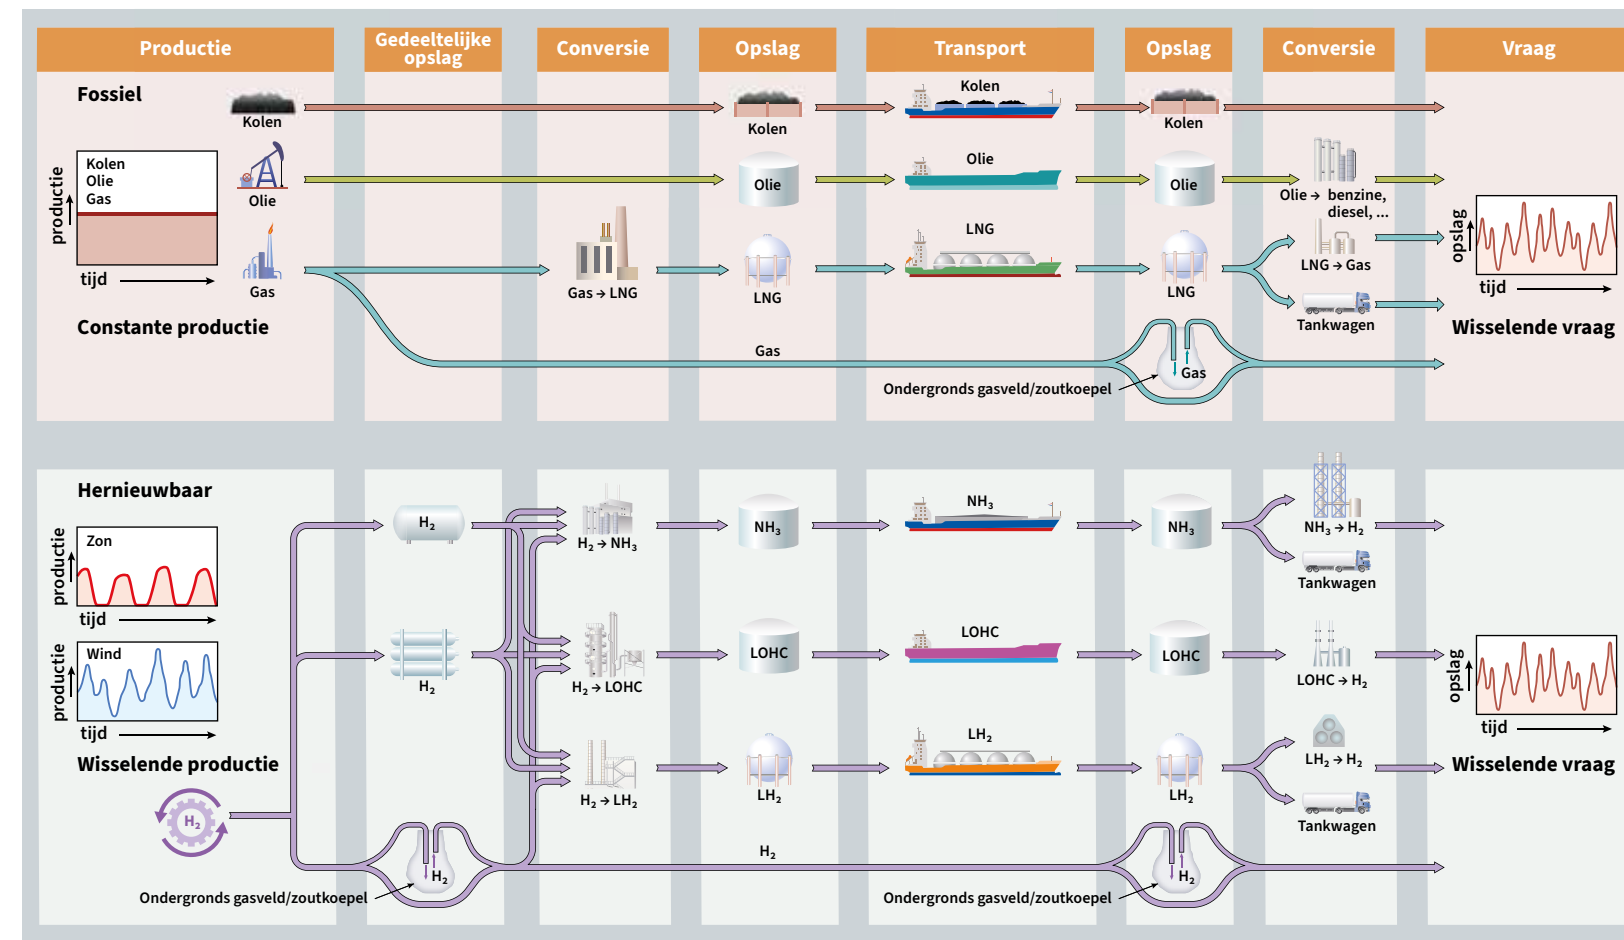 Productie
Gedeeltelijke
opslag
Conversie
Opslag
Transport
Opslag
Conversie
Vraag
Fossiel
Kolen
Kolen
Kolen
Kolen
Kolen
Olie
Gas
productie
tijd
Olie
Olie
Olie
Olie
Olie → benzine,
diesel, ...
Gas
Gas → LNG
LNG
LNG
LNG
LNG → Gas
Tankwagen
opslag
tijd
Constante productie
Wisselende vraag
Gas
Gas
Ondergronds gasveld/zoutkoepel
Hernieuwbaar
Zon
productie
tijd
Wind
productie
tijd
Wisselende productie
H₂
H₂
H₂ → NH₃
NH₃
NH₃
NH₃
NH₃ → H₂
Tankwagen
H₂
H₂ → LOHC
LOHC
LOHC
LOHC
LOHC → H₂
opslag
tijd
H₂ → LH₂
LH₂
LH₂
LH₂
LH₂ → H₂
Tankwagen
Wisselende vraag
H₂
H₂
H₂
Ondergronds gasveld/zoutkoepel
Ondergronds gasveld/zoutkoepel